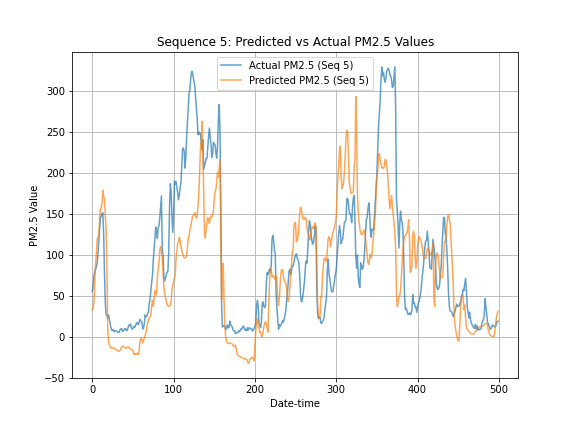 Sequence 5: Predicted vs Actual PM2.5 Values
Actual PM2.5 (Seq 5)
Predicted PM2.5 (Seq 5)
PM2.5 Value
300
250
200
150
100
50
0
−50
0 100 200 300 400 500
Date-time